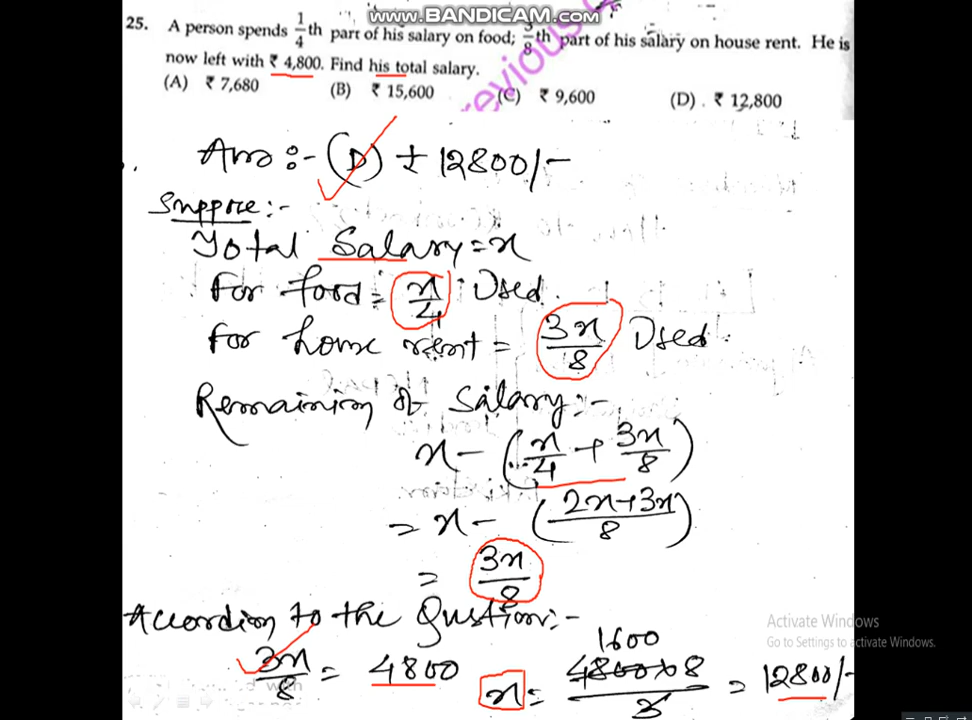 www.BANDICAM.com
25. A person spends 1/4 th part of his salary on food; 3/8 th part of his salary on house rent. He is
now left with ₹ 4,800. Find his total salary.
(A) ₹ 7,680 (B) ₹ 15,600 (C) ₹ 9,600 (D) . ₹ 12,800
Ans :- (D) ₹ 12800/-
Suppose:-
Total Salary = x
For food = x/4 Used.
For home rent = 3x/8 Used.
Remaining of Salary:-
x - (x/4 + 3x/8)
= x - (2x+3x/8)
= 3x/8
According to the Question:-
3x/8 = 4800 x = 4800×8/3 = 12800/-
1600
Activate Windows
Go to Settings to activate Windows.